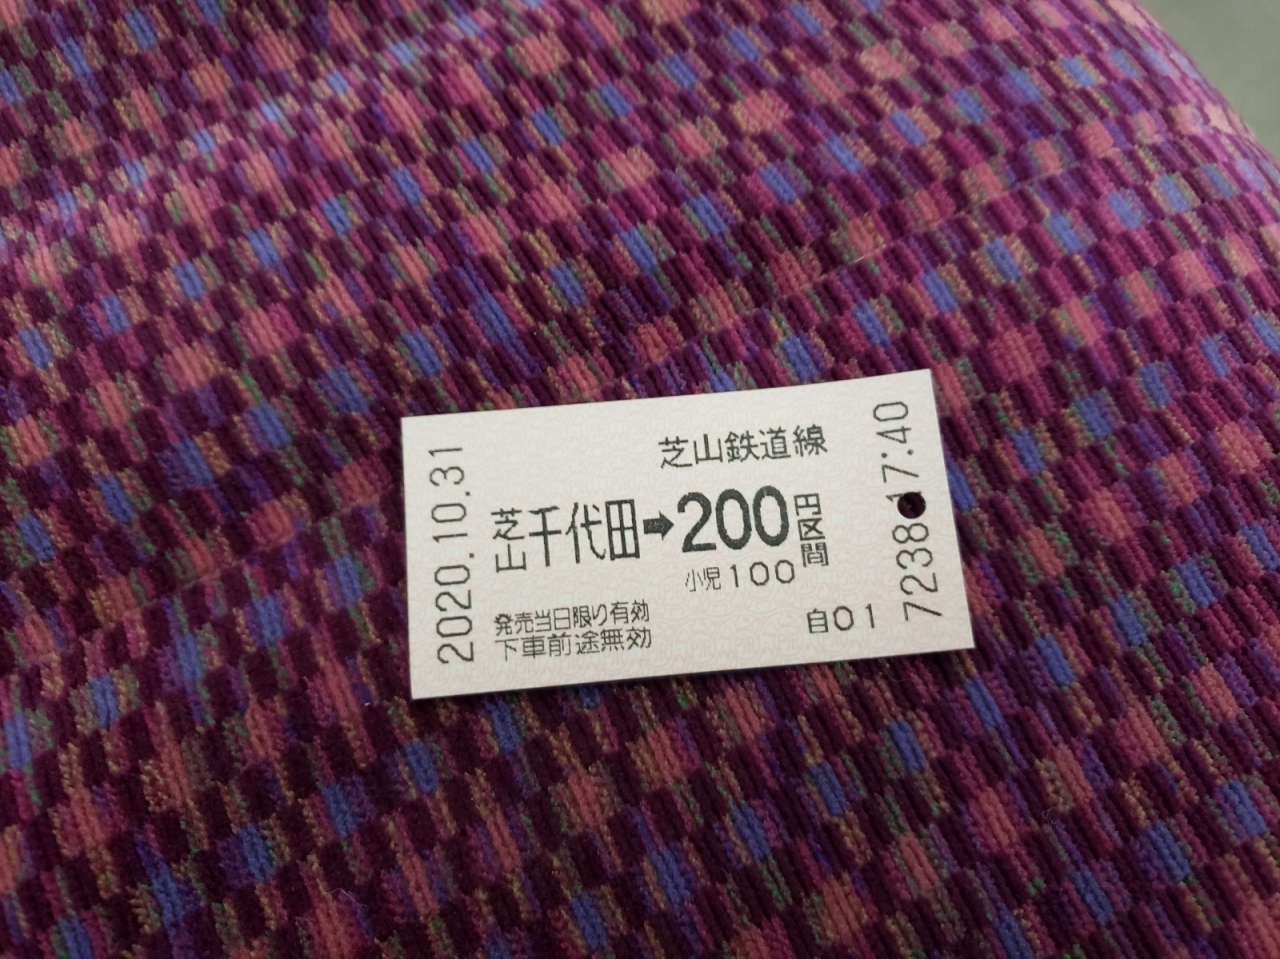 2020.10.31
芝山鉄道線
芝山千代田➡200円区間
小児100
発売当日限り有効
下車前途無効
自01
7238 17:40